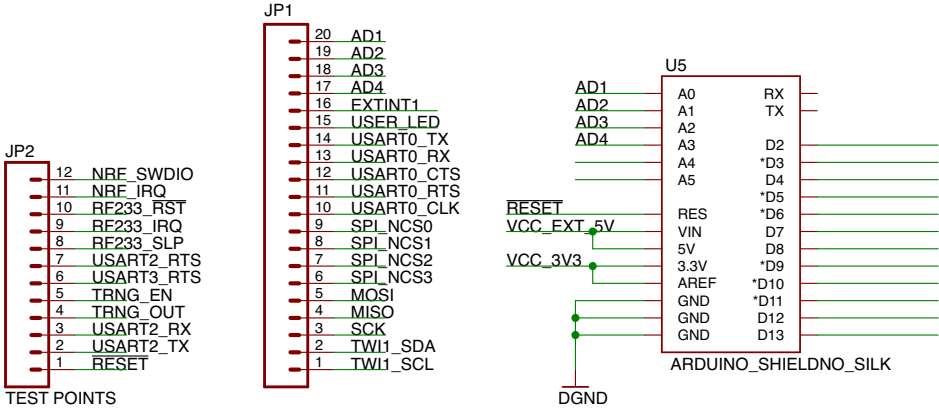 JP2
12 NRF_SWDIO
11 NRF_IRQ
10 RF233_RST
9 RF233_IRQ
8 RF233_SLP
7 USART2_RTS
6 USART3_RTS
5 TRNG_EN
4 TRNG_OUT
3 USART2_RX
2 USART2_TX
1 RESET
TEST POINTS
JP1
20 AD1
19 AD2
18 AD3
17 AD4
16 EXTINT1
15 USER_LED
14 USART0_TX
13 USART0_RX
12 USART0_CTS
11 USART0_RTS
10 USART0_CLK
9 SPI_NCS0
8 SPI_NCS1
7 SPI_NCS2
6 SPI_NCS3
5 MOSI
4 MISO
3 SCK
2 TWI1_SDA
1 TWI1_SCL
U5
AD1 A0 RX
AD2 A1 TX
AD3 A2
AD4 A3 D2
A4 *D3
A5 D4
*D5
RESET RES *D6
VCC_EXT_5V VIN D7
5V D8
VCC_3V3 3.3V *D9
AREF *D10
GND *D11
GND D12
GND D13
ARDUINO_SHIELDNO_SILK
DGND